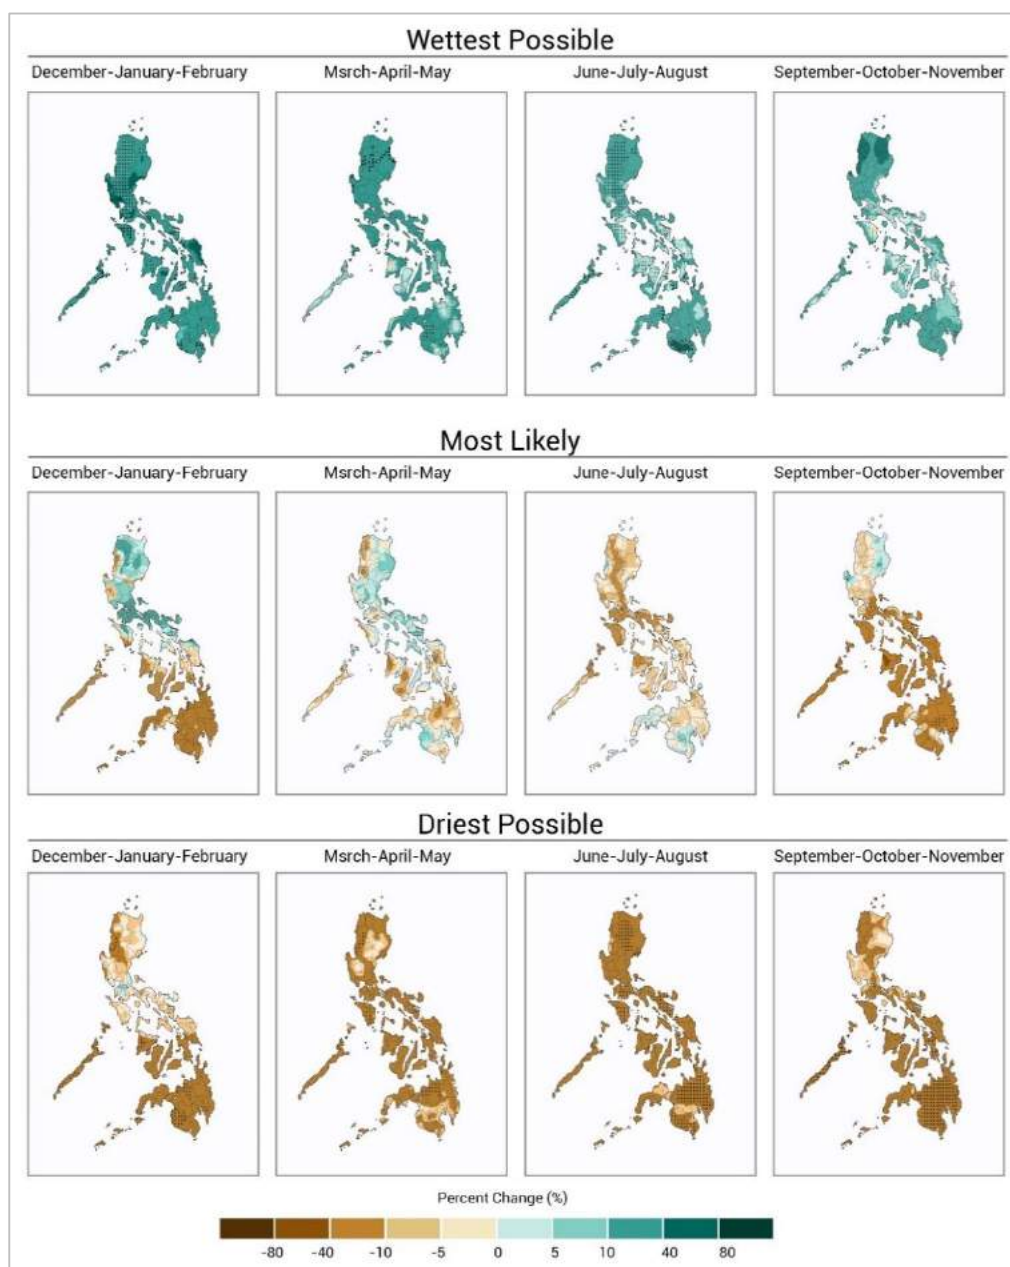 Wettest Possible
December-January-February Msrch-April-May June-July-August September-October-November
Most Likely
December-January-February Msrch-April-May June-July-August September-October-November
Driest Possible
December-January-February Msrch-April-May June-July-August September-October-November
Percent Change (%)
-80 -40 -10 -5 0 5 10 40 80